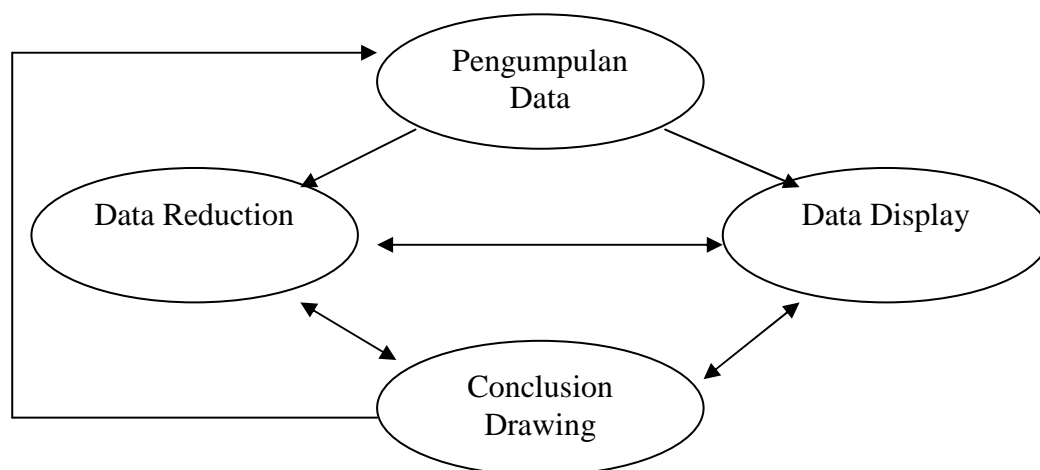 Pengumpulan
Data
Data Reduction
Data Display
Conclusion
Drawing